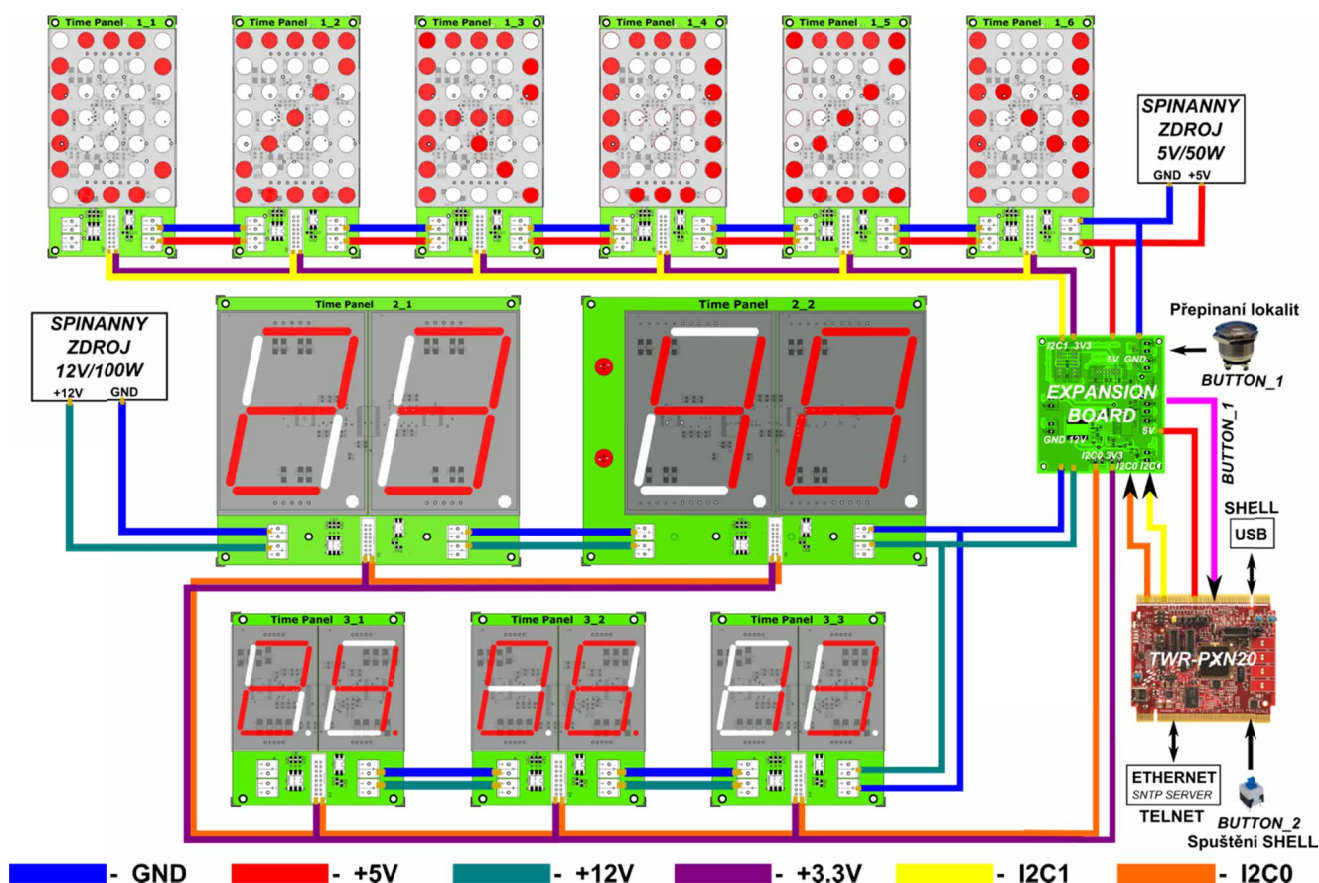 Time Panel 1_1
Time Panel 1_2
Time Panel 1_3
Time Panel 1_4
Time Panel 1_5
Time Panel 1_6
SPINANNY
ZDROJ
5V/50W
GND +5V
SPINANNY
ZDROJ
12V/100W
+12V GND
Time Panel 2_1
Time Panel 2_2
I2C1 3V3
5V GND
EXPANSION
BOARD
5V
GND 12V
I2C0 3V3
I2C0 I2C1
Přepinaní lokalit
BUTTON_1
BUTTON_1
SHELL
USB
TWR-PXN20
Time Panel 3_1
Time Panel 3_2
Time Panel 3_3
ETHERNET
SNTP SERVER
TELNET
BUTTON_2
Spuštěni SHELL
- GND
- +5V
- +12V
- +3.3V
- I2C1
- I2C0